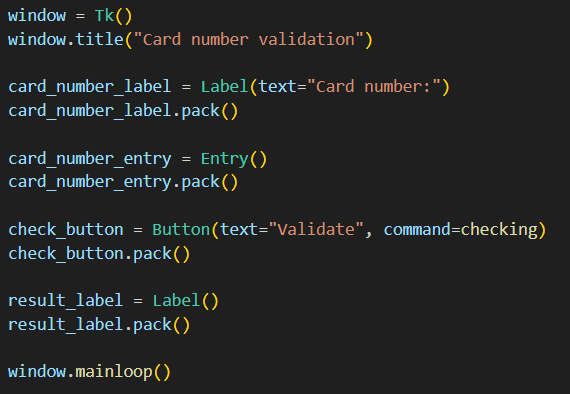 window = Tk()
window.title("Card number validation")
card_number_label = Label(text="Card number:")
card_number_label.pack()
card_number_entry = Entry()
card_number_entry.pack()
check_button = Button(text="Validate", command=checking)
check_button.pack()
result_label = Label()
result_label.pack()
window.mainloop()